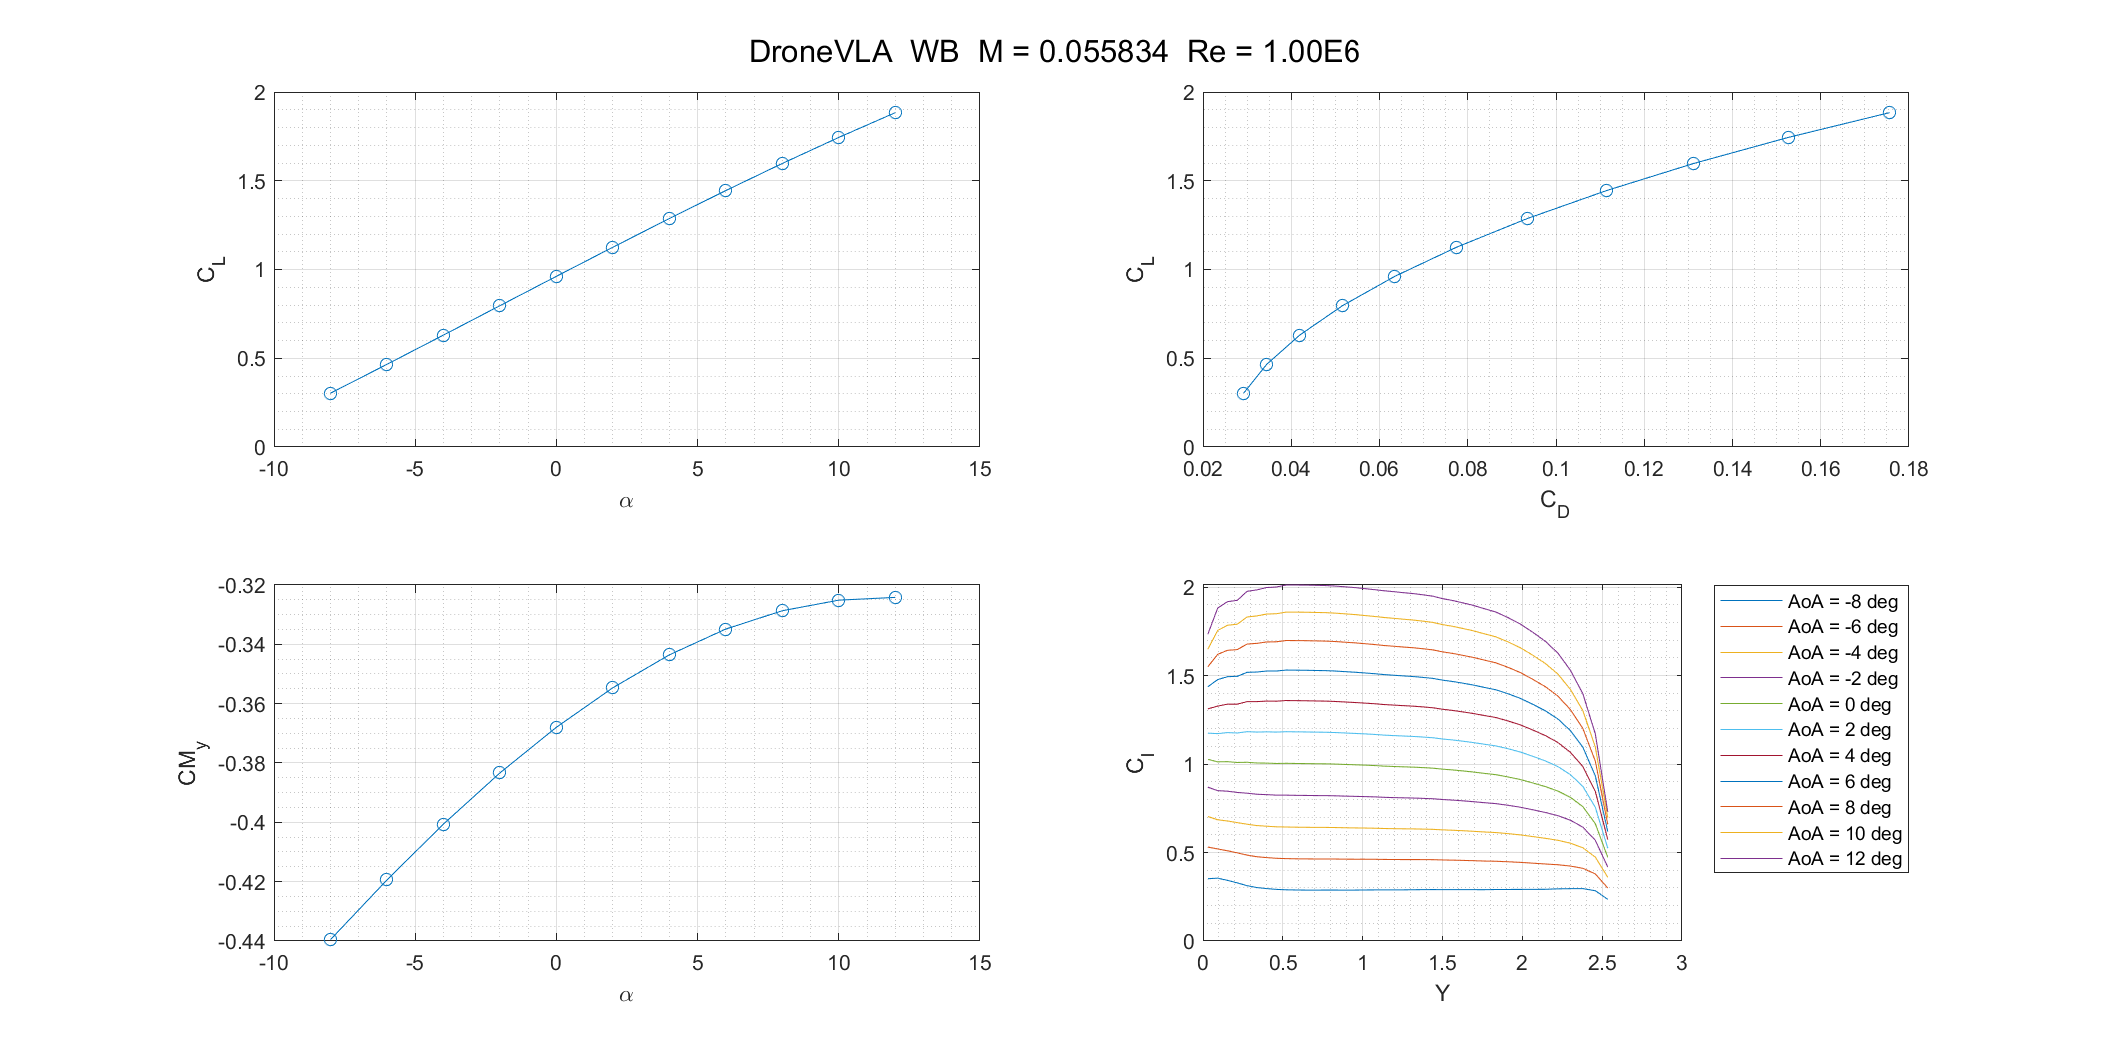 DroneVLA WB M = 0.055834 Re = 1.00E6
2
1.5
1
0.5
0
C_L
-10
-5
0
5
10
15
α
2
1.5
1
0.5
0
C_L
0.02
0.04
0.06
0.08
0.1
0.12
0.14
0.16
0.18
C_D
-0.32
-0.34
-0.36
-0.38
-0.4
-0.42
-0.44
CM_y
-10
-5
0
5
10
15
α
2
1.5
1
0.5
0
C_l
0
0.5
1
1.5
2
2.5
3
Y
AoA = -8 deg
AoA = -6 deg
AoA = -4 deg
AoA = -2 deg
AoA = 0 deg
AoA = 2 deg
AoA = 4 deg
AoA = 6 deg
AoA = 8 deg
AoA = 10 deg
AoA = 12 deg